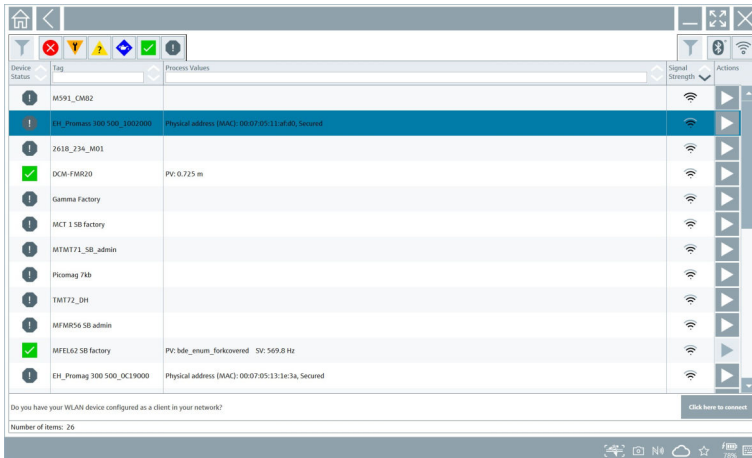 Device Status
Tag
Process Values
Signal Strength
Actions
M591_CM82
EH_Promass 300 500_1002000 Physical address (MAC): 00:07:05:11:af:d0, Secured
2618_234_M01
DCM-FMR20 PV: 0.725 m
Gamma Factory
MCT 1 SB factory
MTMT71_SB_admin
Picomag 7kb
TMT72_DH
MFMR56 SB admin
MFEL62 SB factory PV: bde_enum_forkcovered SV: 569.8 Hz
EH_Promag 300 500_0C19000 Physical address (MAC): 00:07:05:13:1e:3a, Secured
Do you have your WLAN device configured as a client in your network? Click here to connect
Number of items: 26
78%